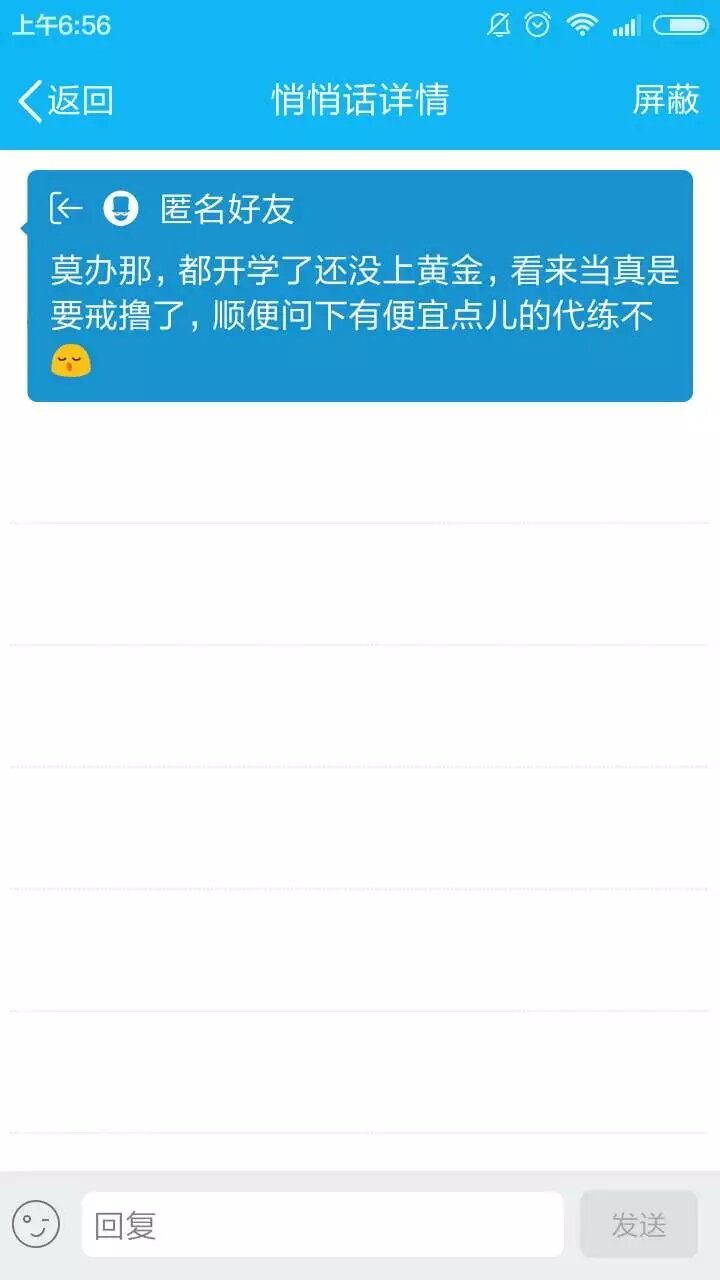 上午6:56
返回 悄悄话详情 屏蔽
匿名好友
莫办那，都开学了还没上黄金，看来当真是
要戒撸了，顺便问下有便宜点儿的代练不
回复 发送